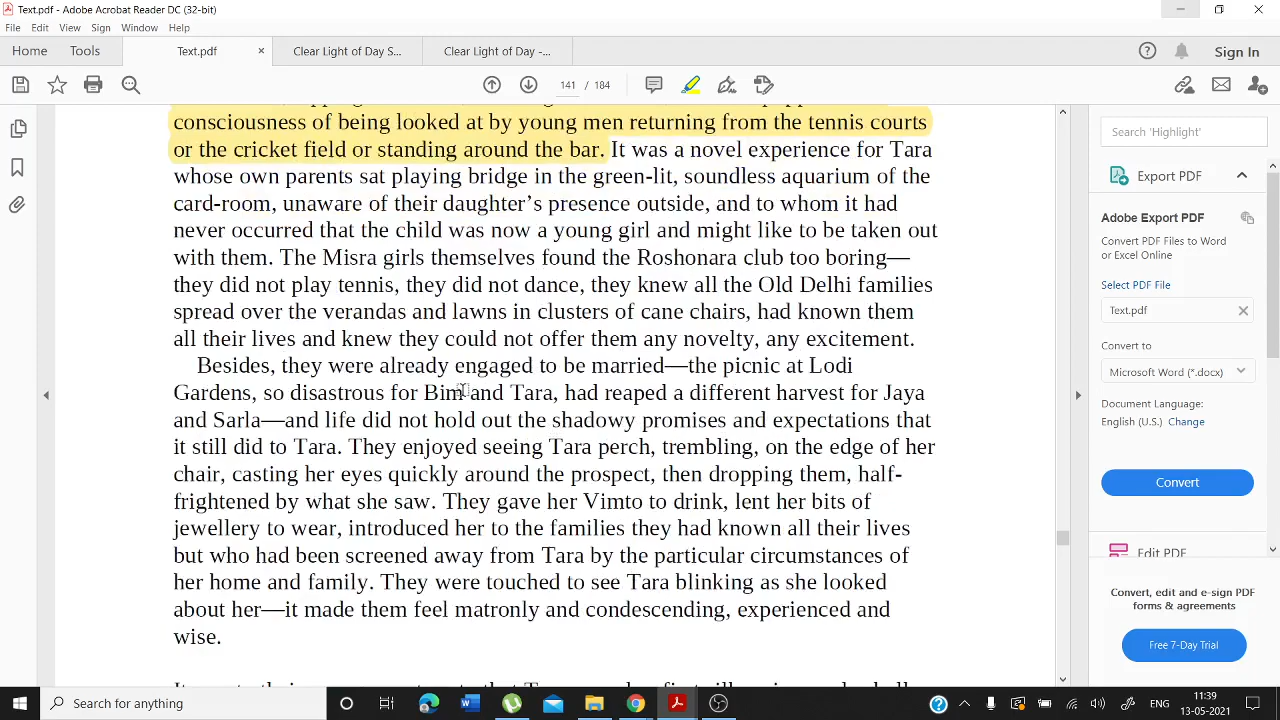 Text.pdf - Adobe Acrobat Reader DC (32-bit)
File Edit View Sign Window Help
Home Tools Text.pdf × Clear Light of Day S... Clear Light of Day -... Sign In
141 / 184
consciousness of being looked at by young men returning from the tennis courts
or the cricket field or standing around the bar. It was a novel experience for Tara
whose own parents sat playing bridge in the green-lit, soundless aquarium of the
card-room, unaware of their daughter’s presence outside, and to whom it had
never occurred that the child was now a young girl and might like to be taken out
with them. The Misra girls themselves found the Roshonara club too boring—
they did not play tennis, they did not dance, they knew all the Old Delhi families
spread over the verandas and lawns in clusters of cane chairs, had known them
all their lives and knew they could not offer them any novelty, any excitement.
Besides, they were already engaged to be married—the picnic at Lodi
Gardens, so disastrous for Bim and Tara, had reaped a different harvest for Jaya
and Sarla—and life did not hold out the shadowy promises and expectations that
it still did to Tara. They enjoyed seeing Tara perch, trembling, on the edge of her
chair, casting her eyes quickly around the prospect, then dropping them, half-
frightened by what she saw. They gave her Vimto to drink, lent her bits of
jewellery to wear, introduced her to the families they had known all their lives
but who had been screened away from Tara by the particular circumstances of
her home and family. They were touched to see Tara blinking as she looked
about her—it made them feel matronly and condescending, experienced and
wise.
Search 'Highlight'
Export PDF
Adobe Export PDF
Convert PDF Files to Word
or Excel Online
Select PDF File
Text.pdf
Convert to
Microsoft Word (*.docx)
Document Language:
English (U.S.) Change
Convert
Edit PDF
Convert, edit and e-sign PDF
forms & agreements
Free 7-Day Trial
Search for anything
ENG
11:39
13-05-2021